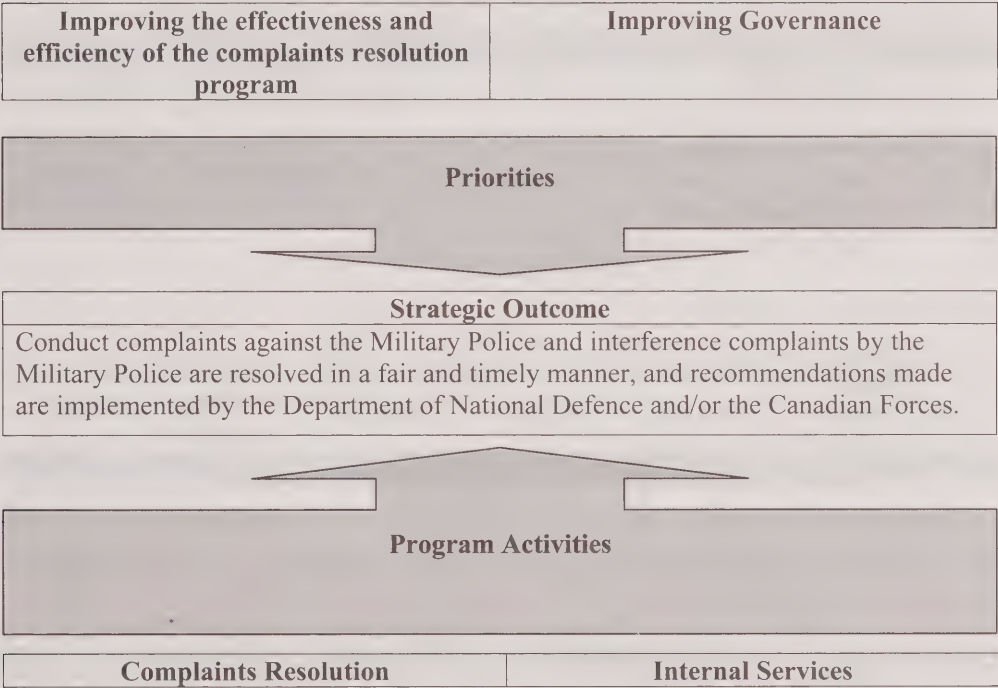 Improving the effectiveness and
efficiency of the complaints resolution
program
Improving Governance
Priorities
Strategic Outcome
Conduct complaints against the Military Police and interference complaints by the
Military Police are resolved in a fair and timely manner, and recommendations made
are implemented by the Department of National Defence and/or the Canadian Forces.
Program Activities
Complaints Resolution
Internal Services